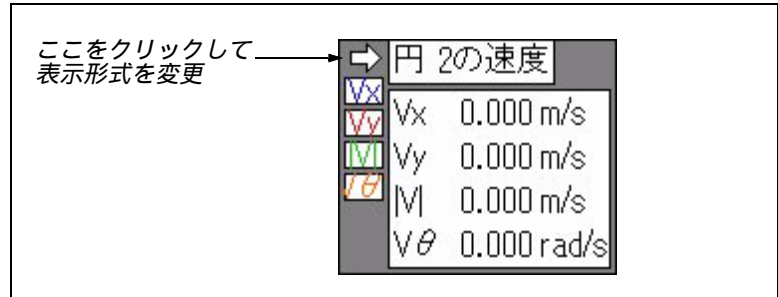 ここをクリックして
表示形式を変更
円 2の速度
Vx
Vy
|V|
Vθ
Vx 0.000 m/s
Vy 0.000 m/s
|V| 0.000 m/s
Vθ 0.000 rad/s